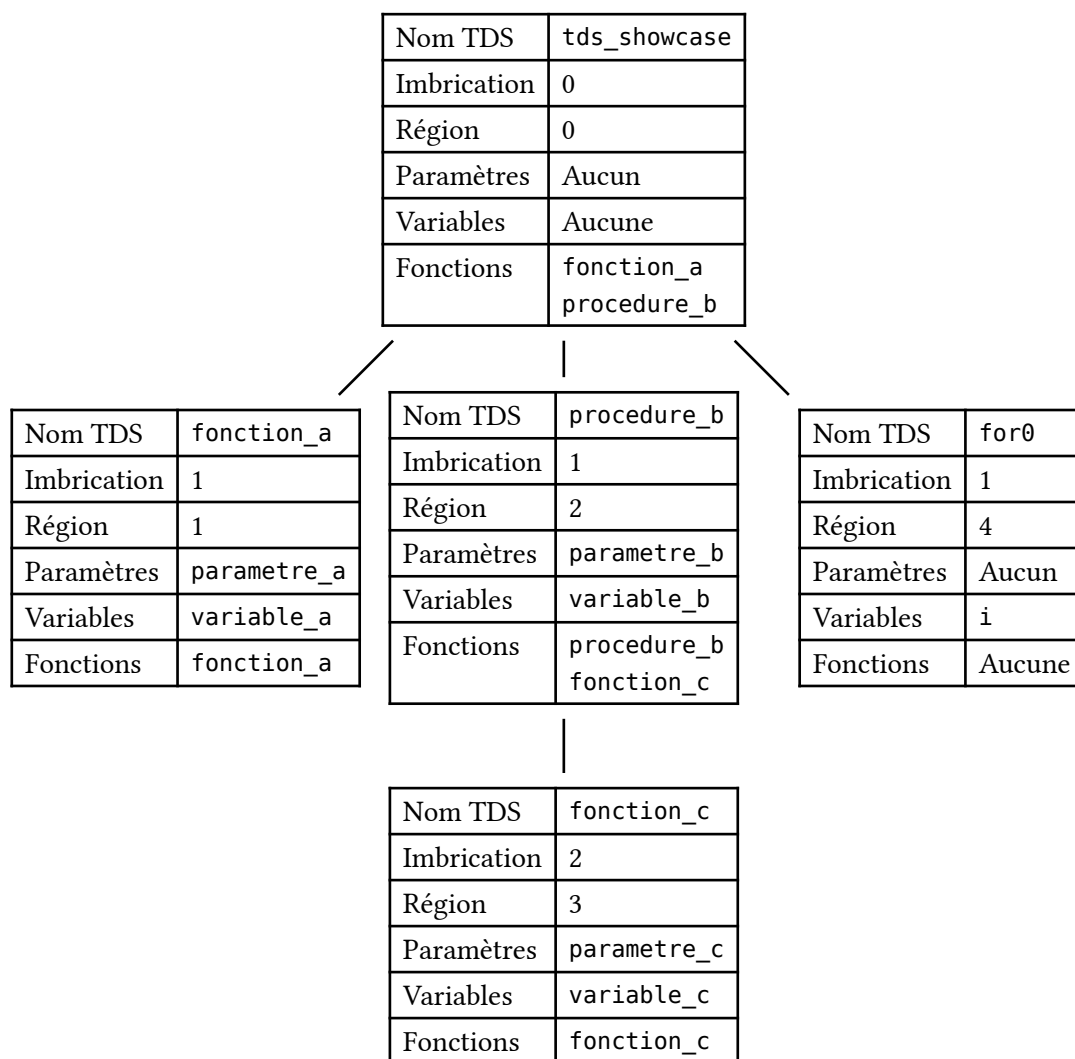 Nom TDS tds_showcase
Imbrication 0
Région 0
Paramètres Aucun
Variables Aucune
Fonctions fonction_a
procedure_b
Nom TDS fonction_a
Imbrication 1
Région 1
Paramètres parametre_a
Variables variable_a
Fonctions fonction_a
Nom TDS procedure_b
Imbrication 1
Région 2
Paramètres parametre_b
Variables variable_b
Fonctions procedure_b
fonction_c
Nom TDS for0
Imbrication 1
Région 4
Paramètres Aucun
Variables i
Fonctions Aucune
Nom TDS fonction_c
Imbrication 2
Région 3
Paramètres parametre_c
Variables variable_c
Fonctions fonction_c